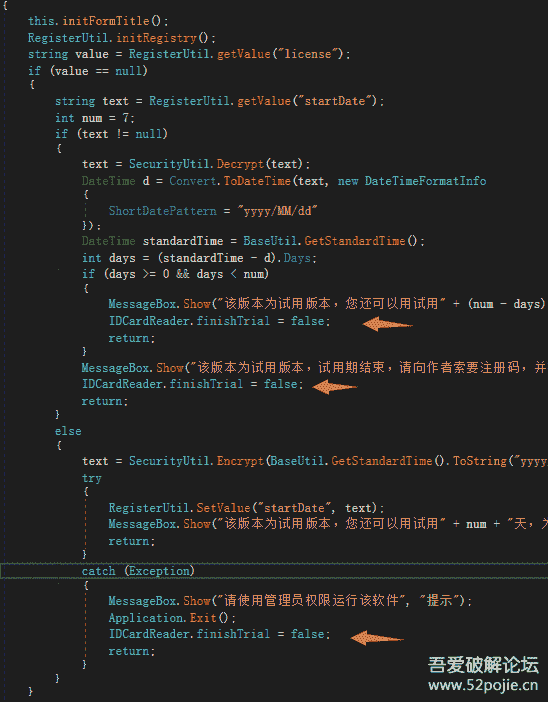 {
this.initFormTitle();
RegisterUtil.initRegistry();
string value = RegisterUtil.getValue("license");
if (value == null)
{
string text = RegisterUtil.getValue("startDate");
int num = 7;
if (text != null)
{
text = SecurityUtil.Decrypt(text);
DateTime d = Convert.ToDateTime(text, new DateTimeFormatInfo
{
ShortDatePattern = "yyyy/MM/dd"
});
DateTime standardTime = BaseUtil.GetStandardTime();
int days = (standardTime - d).Days;
if (days >= 0 && days < num)
{
MessageBox.Show("该版本为试用版本，您还可以用试用" + (num - days)
IDCardReader.finishTrial = false;
return;
}
MessageBox.Show("该版本为试用版本，试用期结束，请向作者索要注册码，并
IDCardReader.finishTrial = false;
return;
}
else
{
text = SecurityUtil.Encrypt(BaseUtil.GetStandardTime().ToString("yyyy
try
{
RegisterUtil.SetValue("startDate", text);
MessageBox.Show("该版本为试用版本，您还可以用试用" + num + "天，为
return;
}
catch (Exception)
{
MessageBox.Show("请使用管理员权限运行该软件", "提示");
Application.Exit();
IDCardReader.finishTrial = false;
return;
}
}
}
吾爱破解论坛
www.52pojie.cn